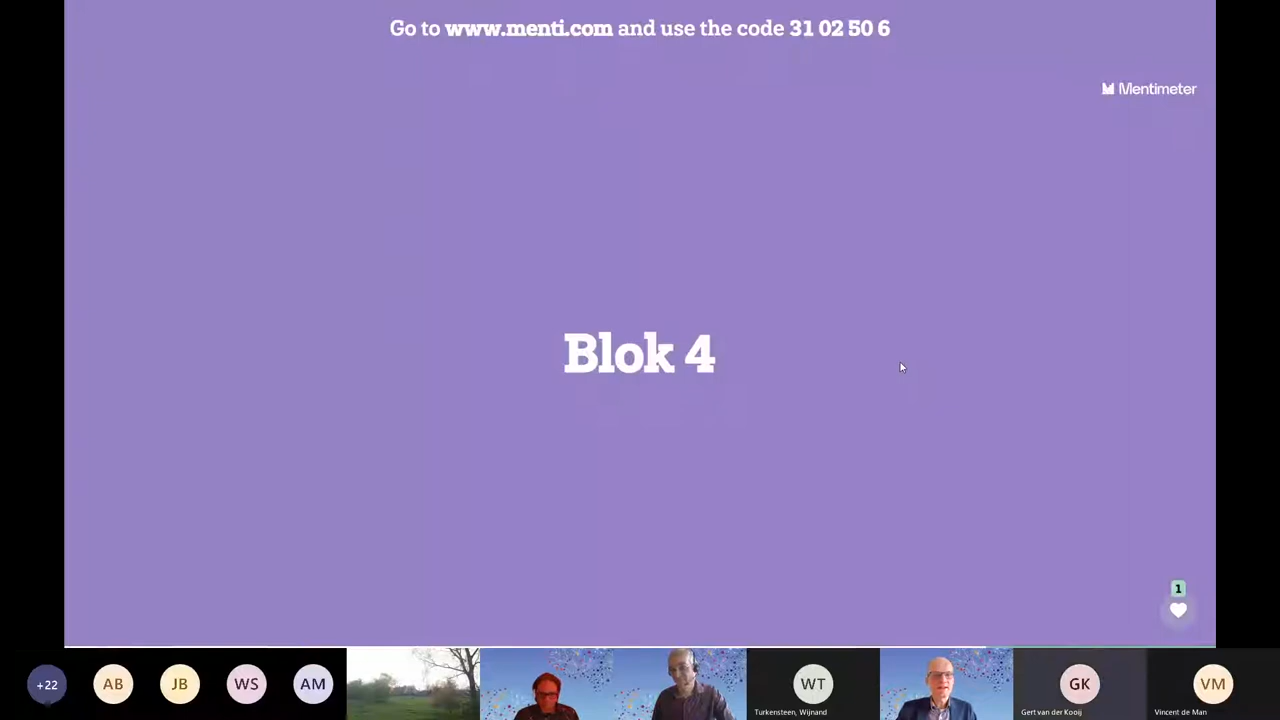 Go to www.menti.com and use the code 31 02 50 6
Mentimeter
Blok 4
1
+22
AB
JB
WS
AM
WT
Turkensteen, Wijnand
GK
Gert van der Kooij
VM
Vincent de Man